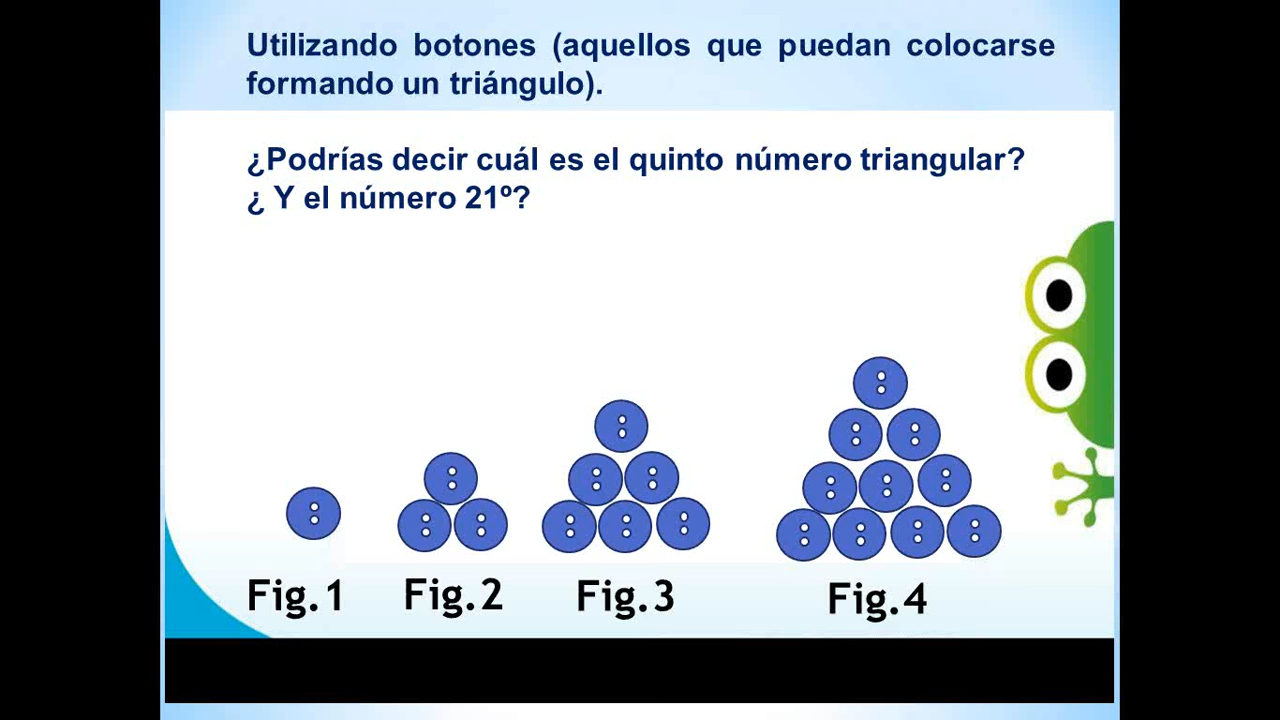 Utilizando botones (aquellos que puedan colocarse
formando un triángulo).
¿Podrías decir cuál es el quinto número triangular?
¿ Y el número 21º?
Fig.1 Fig.2 Fig.3 Fig.4